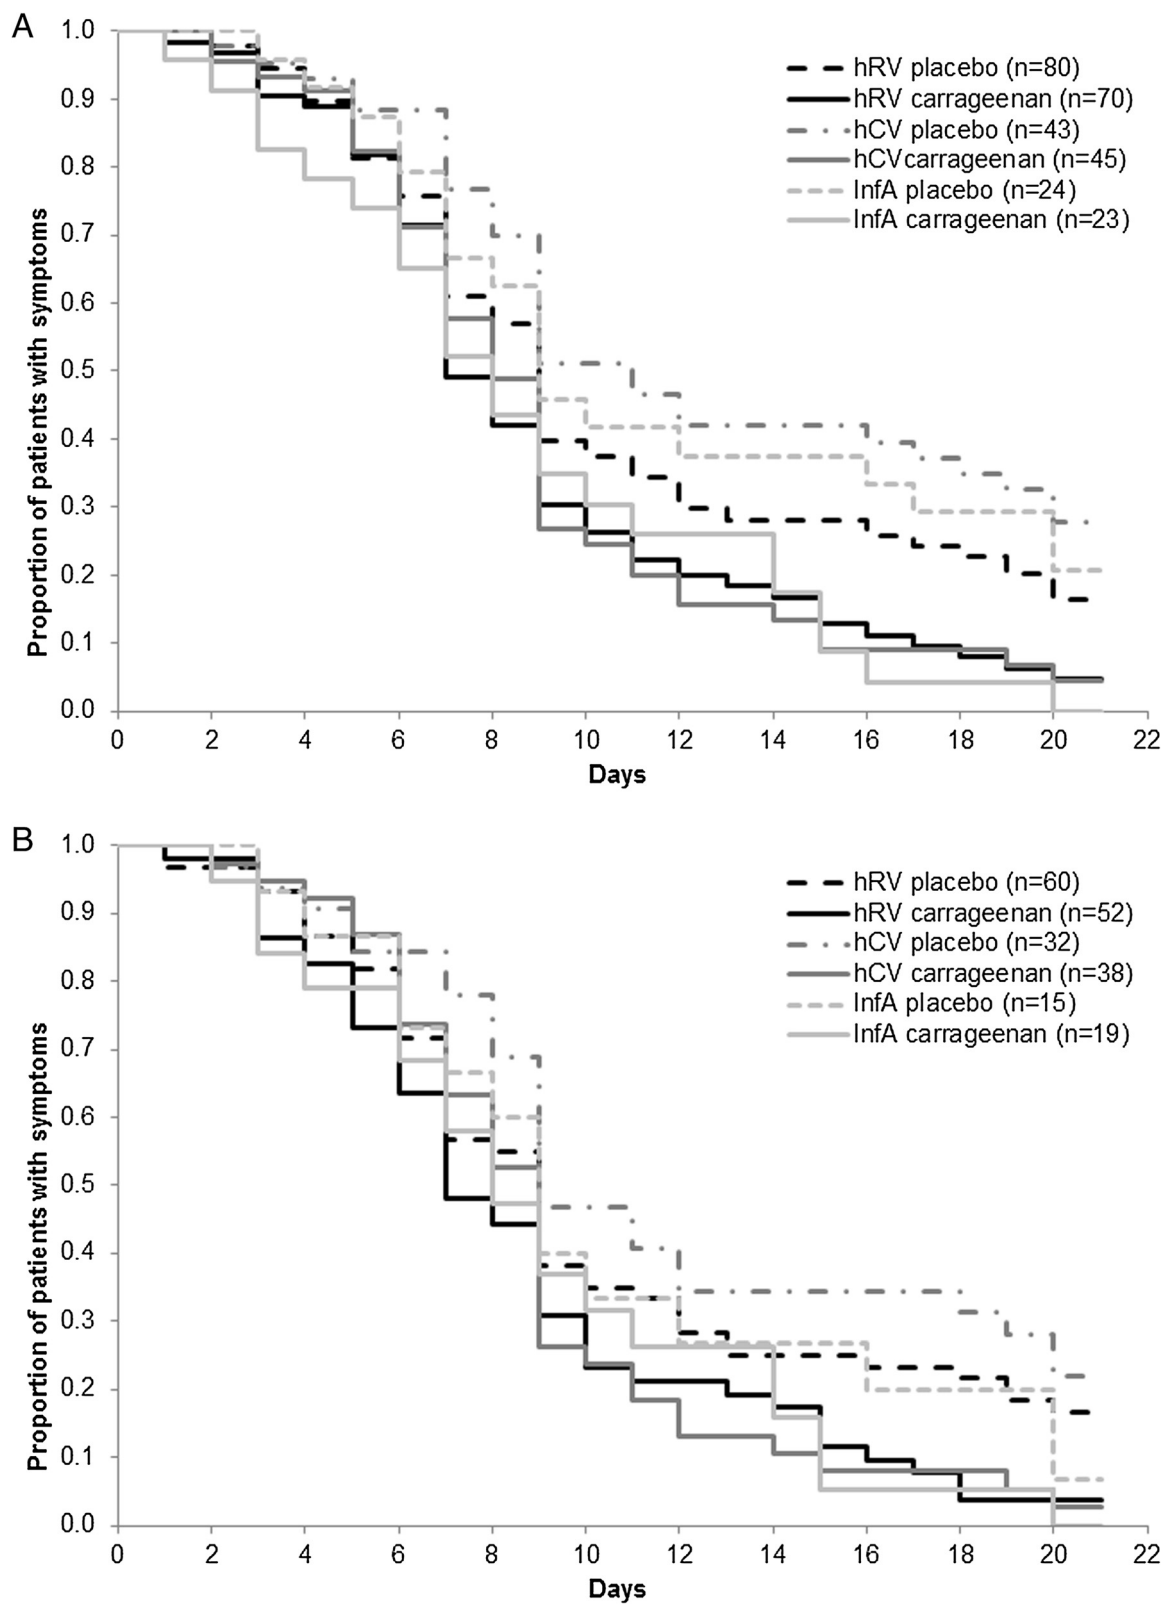 A
1.0
0.9
0.8
0.7
0.6
0.5
0.4
0.3
0.2
0.1
0.0
Proportion of patients with symptoms
hRV placebo (n=80)
hRV carrageenan (n=70)
hCV placebo (n=43)
hCVcarrageenan (n=45)
InfA placebo (n=24)
InfA carrageenan (n=23)
0 2 4 6 8 10 12 14 16 18 20 22
Days
B
1.0
0.9
0.8
0.7
0.6
0.5
0.4
0.3
0.2
0.1
0.0
Proportion of patients with symptoms
hRV placebo (n=60)
hRV carrageenan (n=52)
hCV placebo (n=32)
hCV carrageenan (n=38)
InfA placebo (n=15)
InfA carrageenan (n=19)
0 2 4 6 8 10 12 14 16 18 20 22
Days